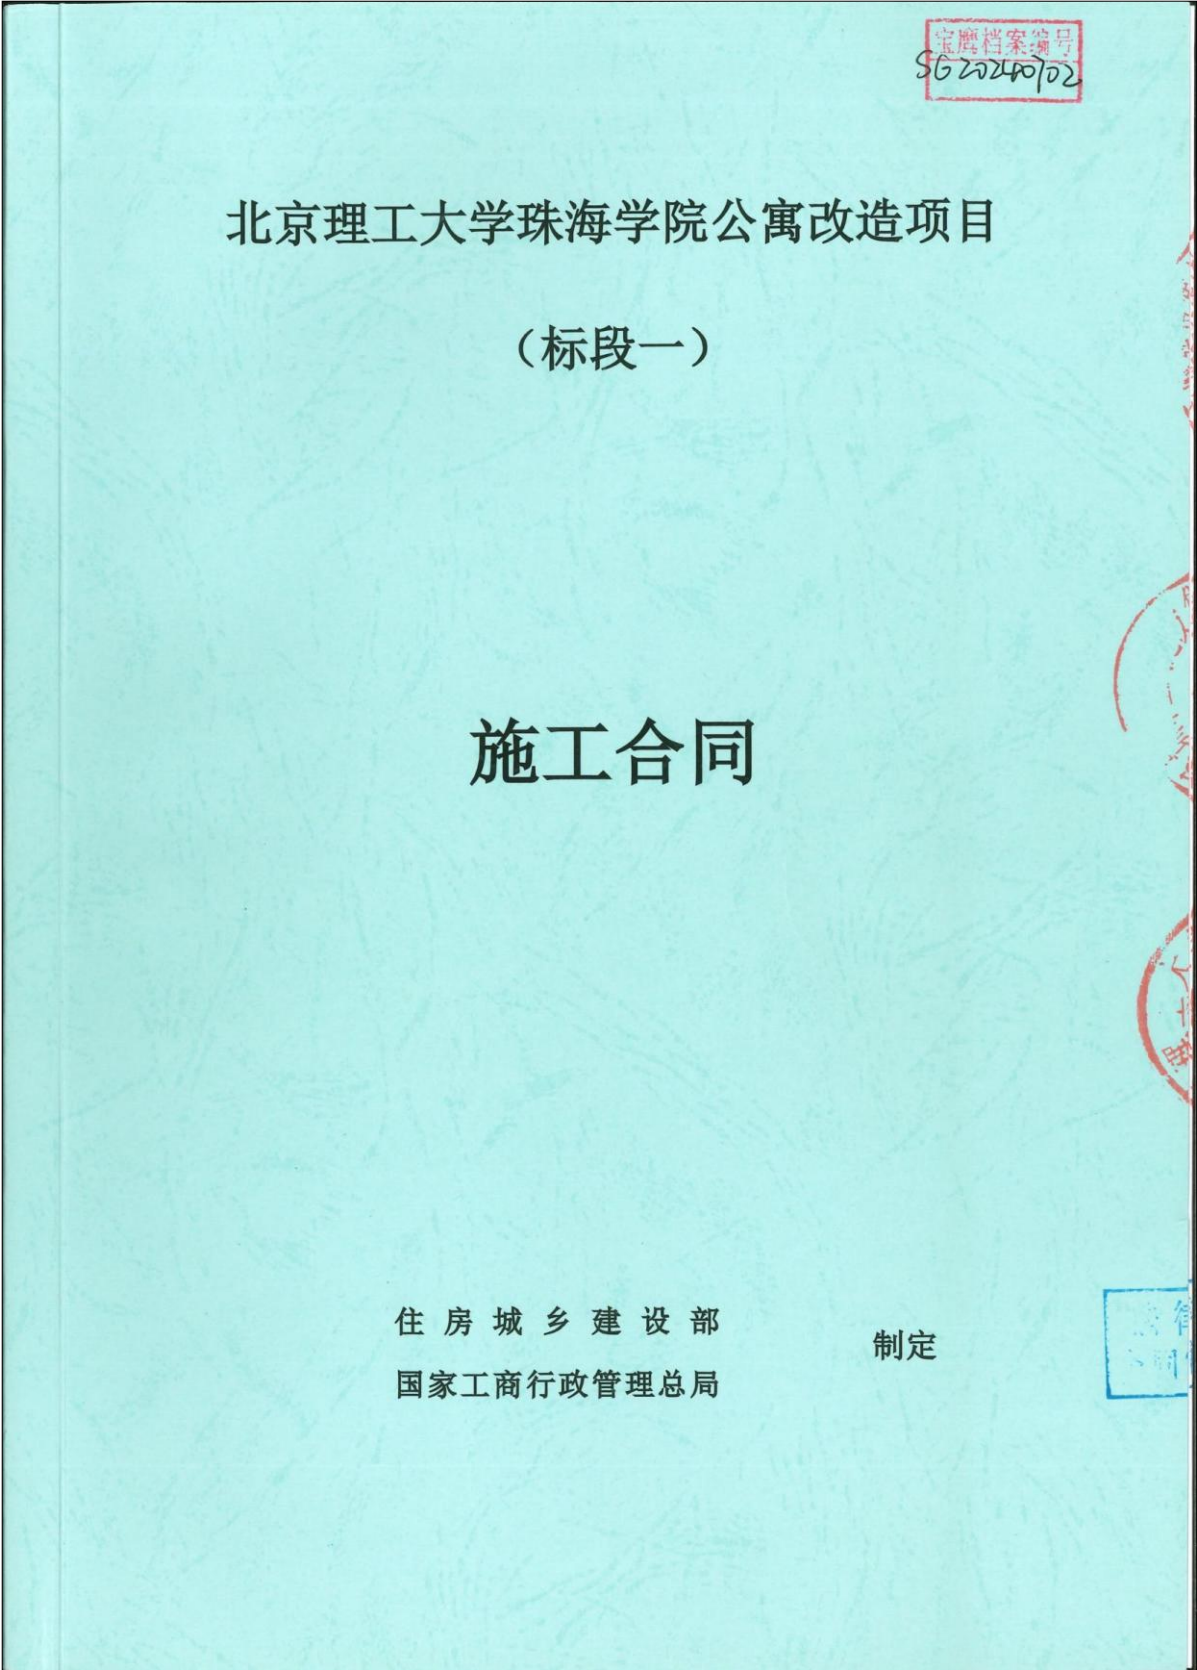 宝鹰档案编号
SG20240702
北京理工大学珠海学院公寓改造项目
（标段一）
施工合同
住房城乡建设部
国家工商行政管理总局
制定